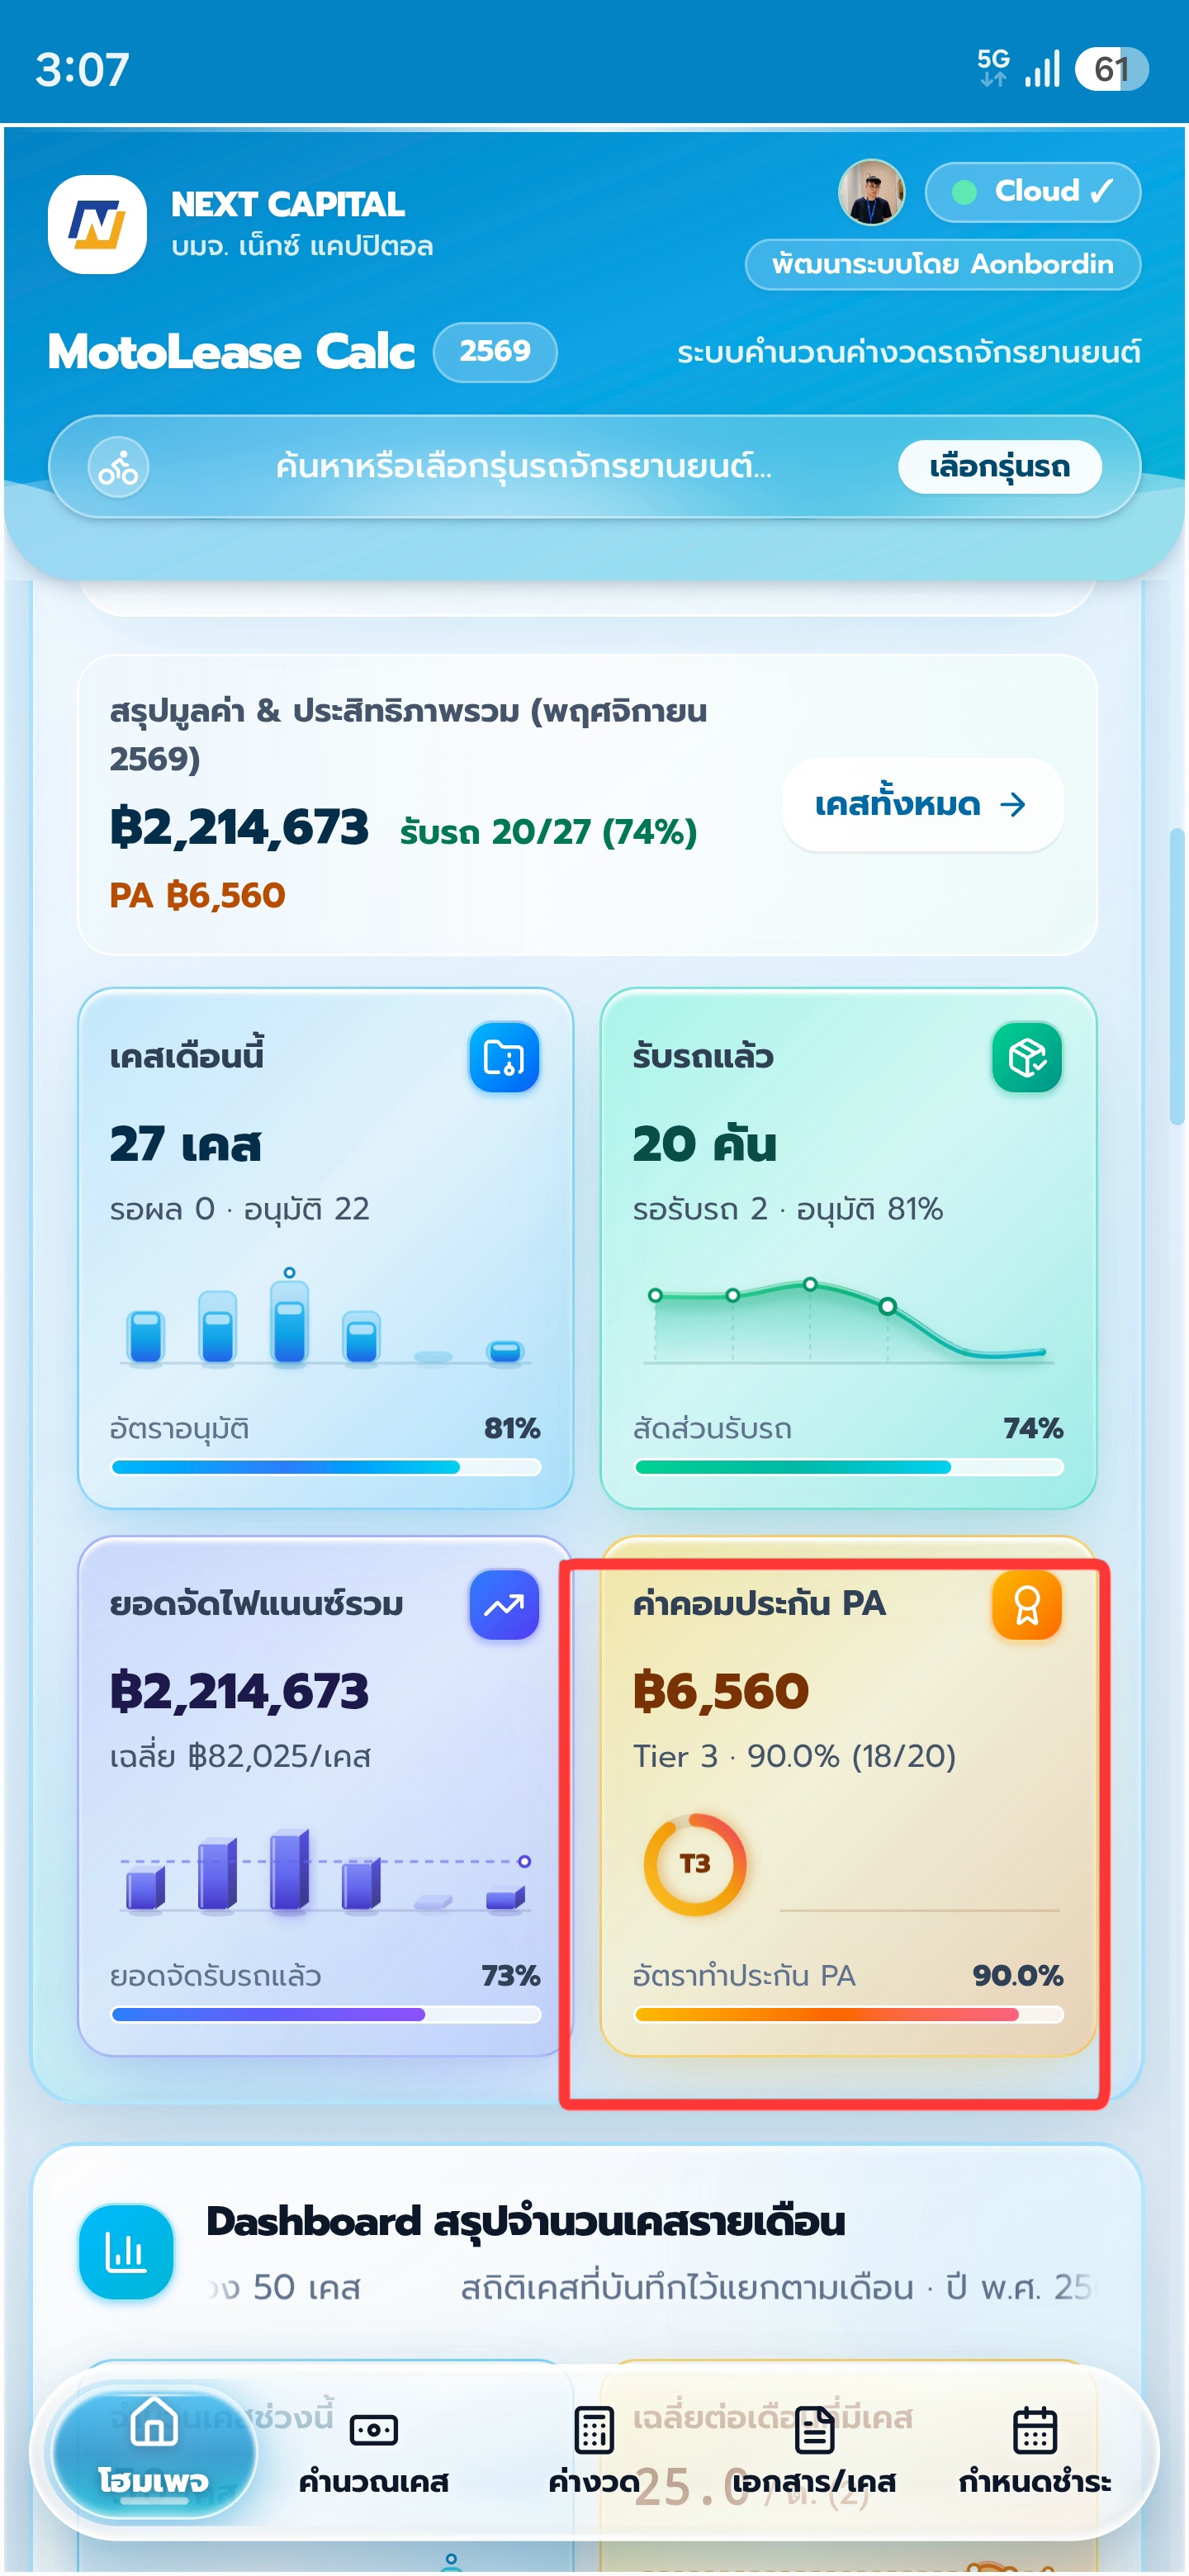 3:07
5G
61
NEXT CAPITAL
บมจ. เน็กซ์ แคปปิตอล
Cloud ✓
พัฒนาระบบโดย Aonbordin
MotoLease Calc
2569
ระบบคำนวณค่างวดรถจักรยานยนต์
ค้นหาหรือเลือกรุ่นรถจักรยานยนต์...
เลือกรุ่นรถ
สรุปมูลค่า & ประสิทธิภาพรวม (พฤศจิกายน
2569)
฿2,214,673 รับรถ 20/27 (74%)
PA ฿6,560
เคสทั้งหมด →
เคสเดือนนี้
27 เคส
รอผล 0 · อนุมัติ 22
อัตราอนุมัติ 81%
รับรถแล้ว
20 คัน
รอรับรถ 2 · อนุมัติ 81%
สัดส่วนรับรถ 74%
ยอดจัดไฟแนนซ์รวม
฿2,214,673
เฉลี่ย ฿82,025/เคส
ยอดจัดรับรถแล้ว 73%
ค่าคอมประกัน PA
฿6,560
Tier 3 · 90.0% (18/20)
T3
อัตราทำประกัน PA 90.0%
Dashboard สรุปจำนวนเคสรายเดือน
50 เคส สถิติเคสที่บันทึกไว้แยกตามเดือน · ปี พ.ศ.
เฉลี่ยต่อเดือนที่มีเคส
25.0 / ด. (2)
โฮมเพจ
คำนวณเคส
ค่างวด
เอกสาร/เคส
กำหนดชำระ